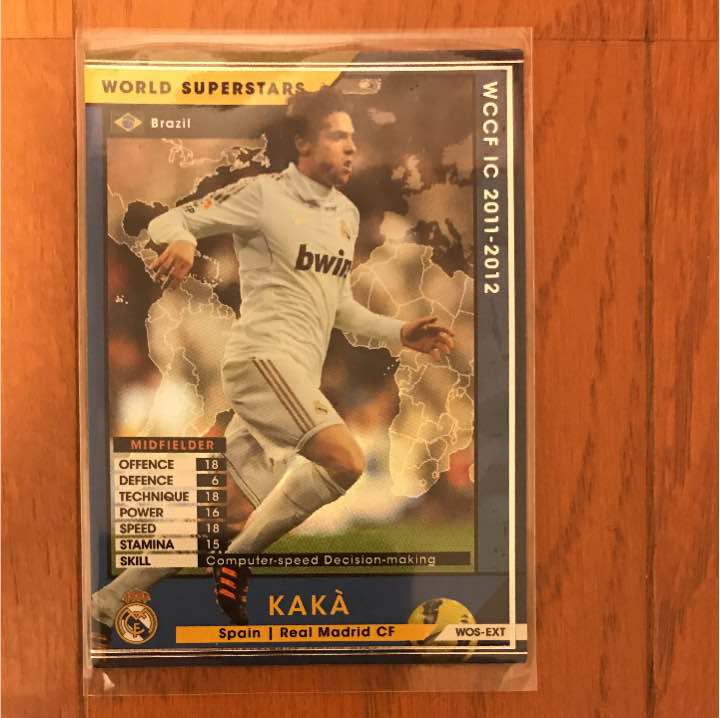 WORLD SUPERSTARS
Brazil
WCCF IC 2011-2012
bwin
MIDFIELDER
OFFENCE 18
DEFENCE 6
TECHNIQUE 18
POWER 16
SPEED 18
STAMINA 15
SKILL Computer-speed Decision-making
KAKÀ
Spain | Real Madrid CF
WOS-EXT